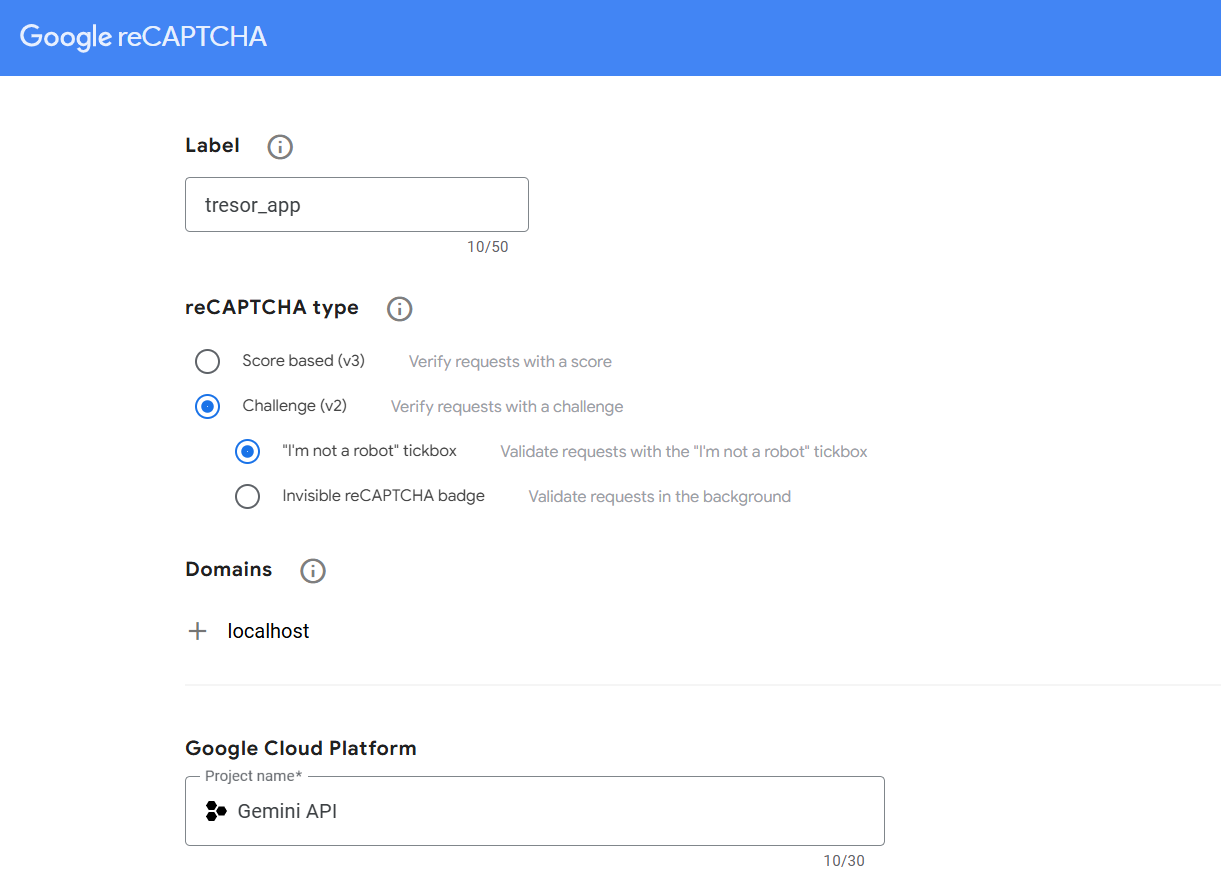 Google reCAPTCHA
Label
tresor_app
10/50
reCAPTCHA type
Score based (v3) Verify requests with a score
Challenge (v2) Verify requests with a challenge
"I'm not a robot" tickbox Validate requests with the "I'm not a robot" tickbox
Invisible reCAPTCHA badge Validate requests in the background
Domains
localhost
Google Cloud Platform
Project name*
Gemini API
10/30